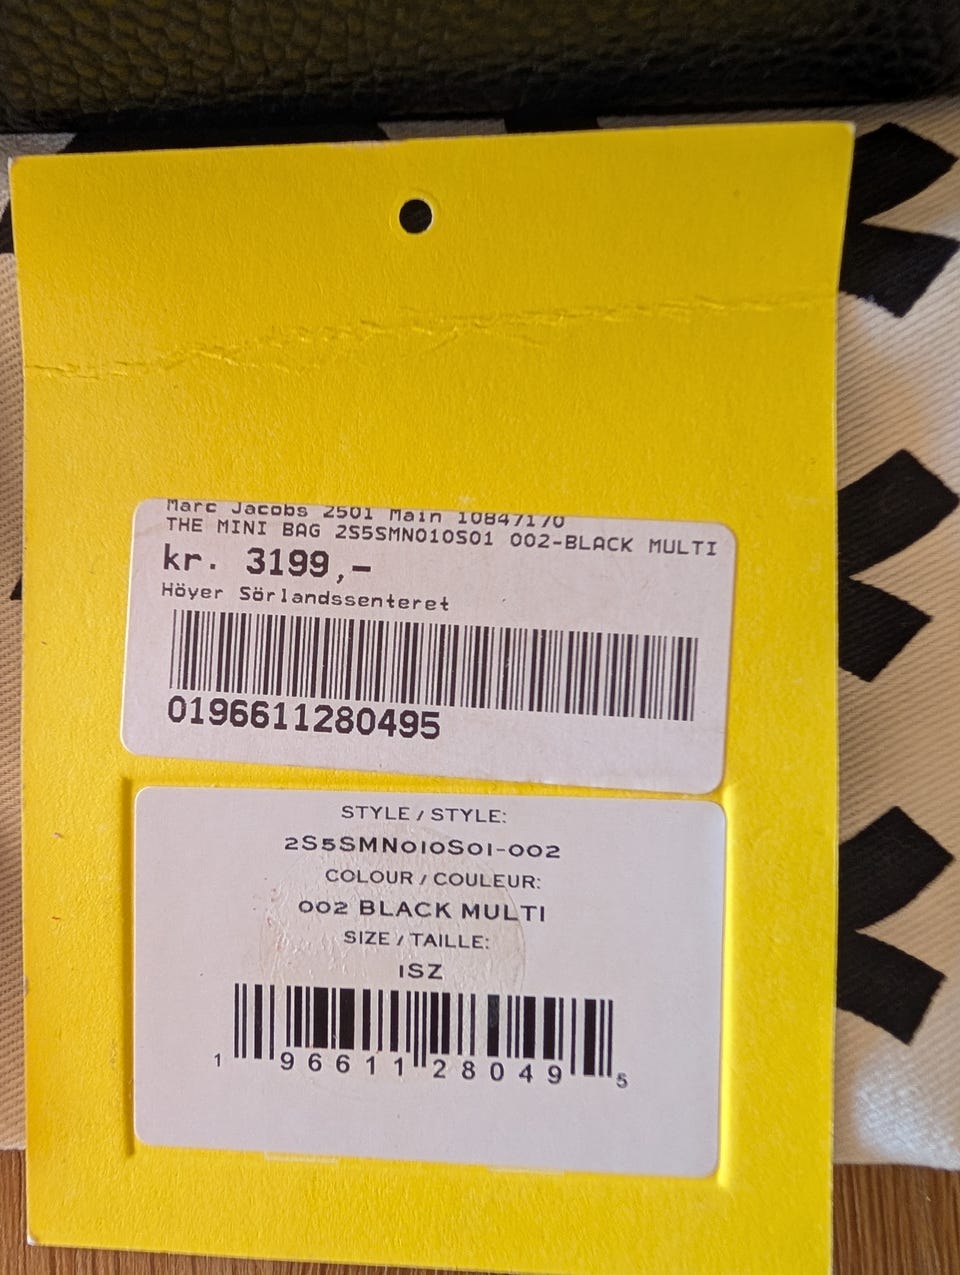 Marc Jacobs 2501 Main 10847170
THE MINI BAG 2S5SMN010S01 002-BLACK MULTI
kr. 3199,-
Höyer Sörlandssenteret
0196611280495
STYLE / STYLE:
2S5SMN010S01-002
COLOUR / COULEUR:
002 BLACK MULTI
SIZE / TAILLE:
1SZ
1 96611 28049 5